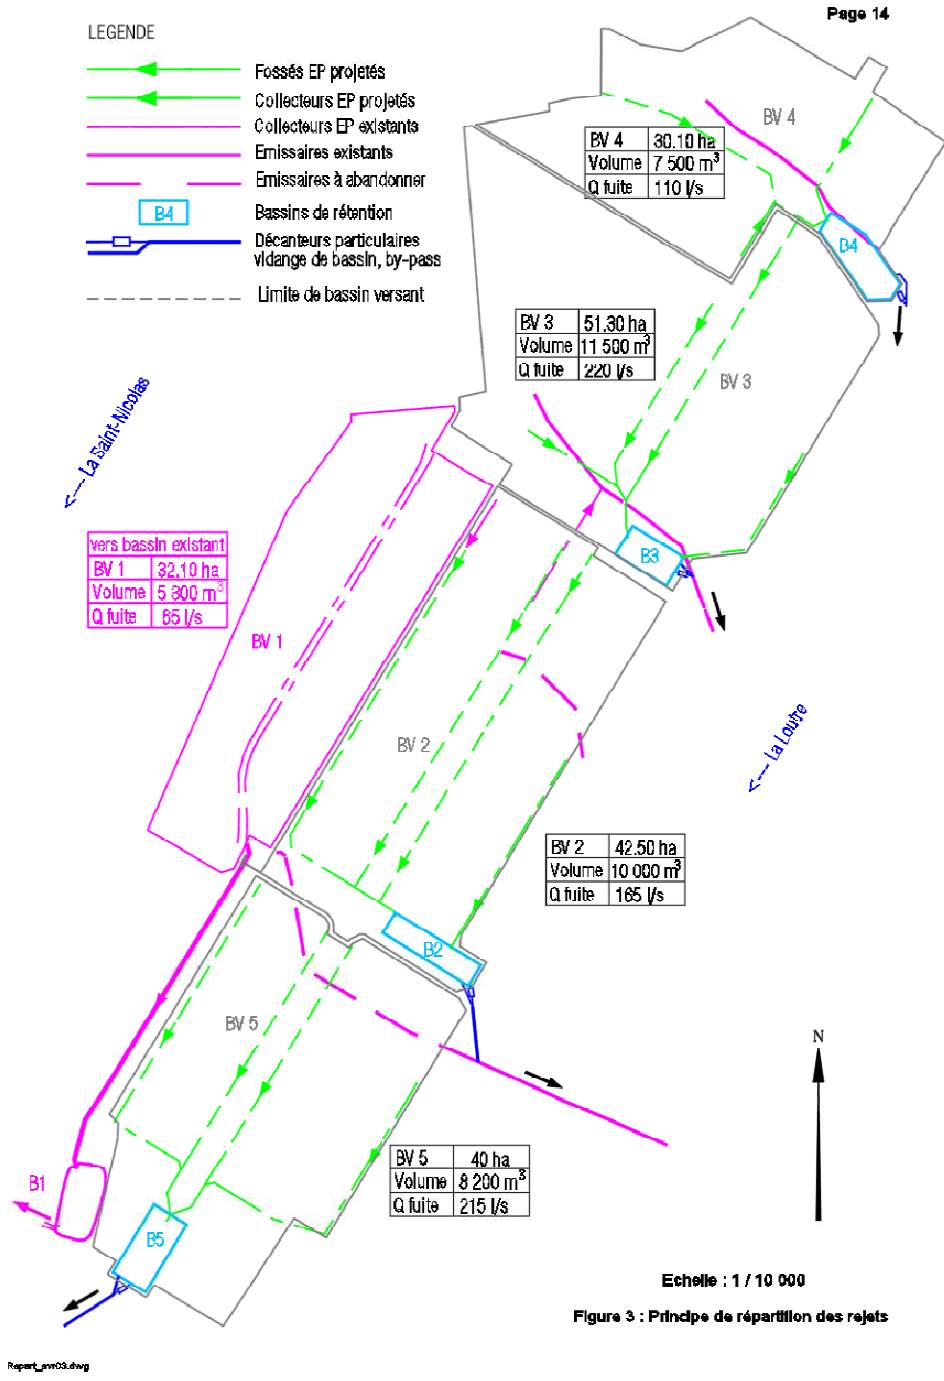 Page 14
LEGENDE
Fossés EP projetés
Collecteurs EP projetés
Collecteurs EP existants
Emissaires existants
Emissaires à abandonner
B4
Bassins de rétention
Décanteurs particulaires
vidange de bassin, by-pass
Limite de bassin versant
BV 4
BV 4 30.10 ha
Volume 7 500 m³
Q fuite 110 l/s
B4
BV 3 51.30 ha
Volume 11 500 m³
Q fuite 220 l/s
BV 3
La Saint-Nicolas
vers bassin existant
BV 1 32.10 ha
Volume 5 300 m³
Q fuite 65 l/s
B3
BV 1
La Loutre
BV 2
BV 2 42.50 ha
Volume 10 000 m³
Q fuite 165 l/s
B2
BV 5
N
BV 5 40 ha
Volume 8 200 m³
Q fuite 215 l/s
B1
B5
Echelle : 1 / 10 000
Figure 3 : Principe de répartition des rejets
Repart_avr03.dwg